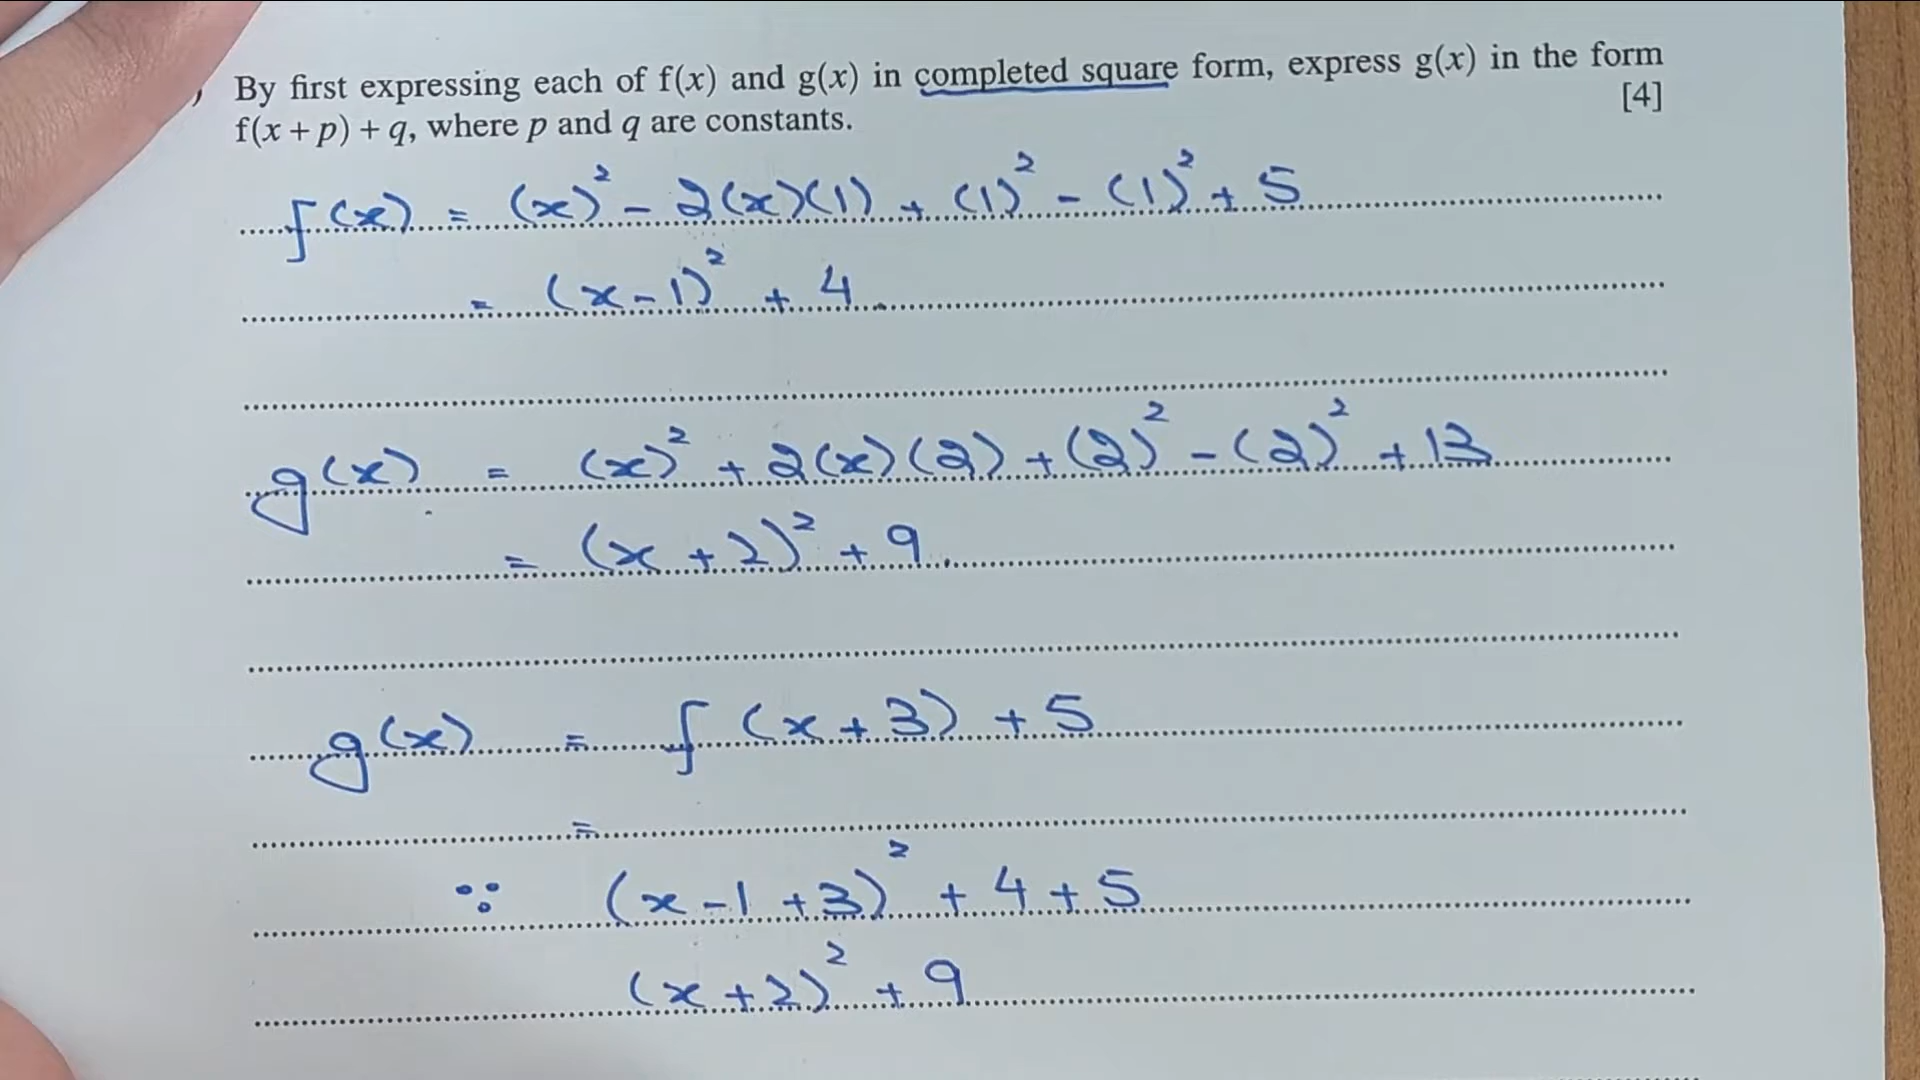 By first expressing each of f(x) and g(x) in completed square form, express g(x) in the form
f(x + p) + q, where p and q are constants. [4]
f(x) = (x)² - 2(x)(1) + (1)² - (1)² + 5
= (x-1)² + 4
g(x) = (x)² + 2(x)(2) + (2)² - (2)² + 13
= (x+2)² + 9
g(x) = f(x+3) + 5
=
∵ (x-1+3)² + 4 + 5
(x+2)² + 9